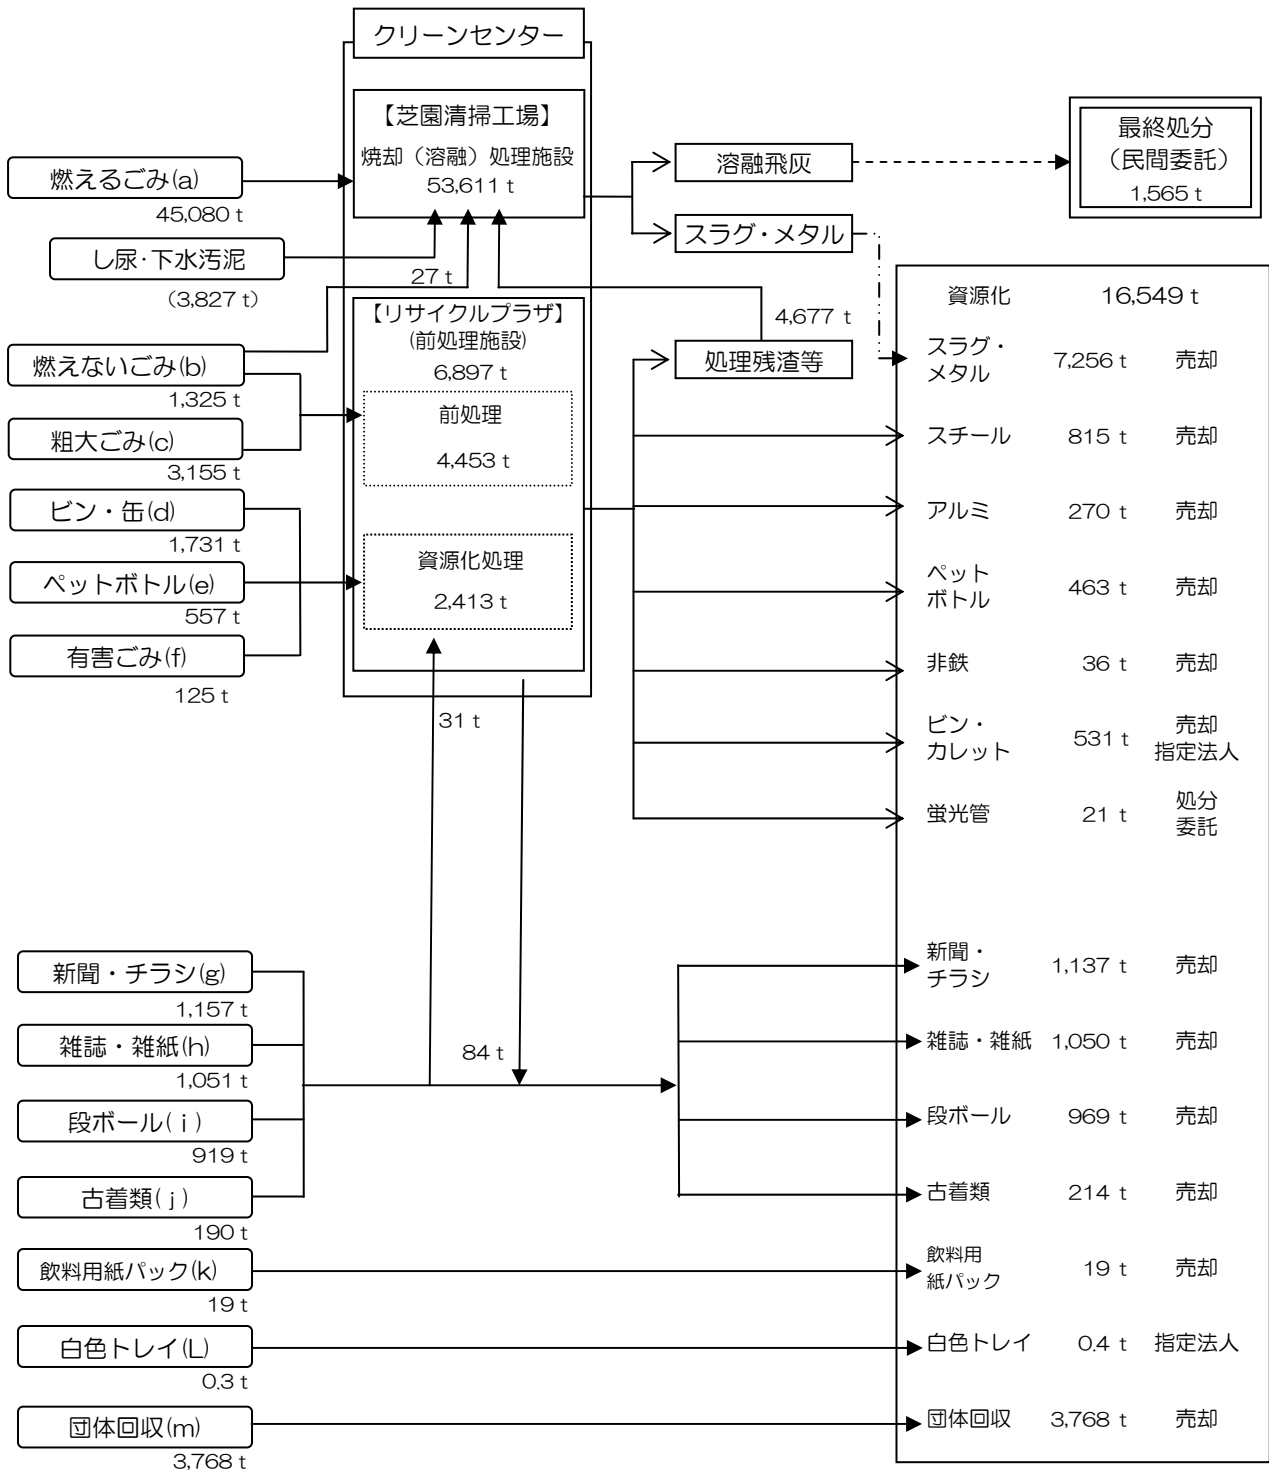 クリーンセンター
【芝園清掃工場】
焼却（溶融）処理施設
53,611 t
燃えるごみ(a)
45,080 t
し尿・下水汚泥
(3,827 t)
27 t
溶融飛灰
スラグ・メタル
最終処分
（民間委託）
1,565 t
【リサイクルプラザ】
(前処理施設)
6,897 t
前処理
4,453 t
資源化処理
2,413 t
4,677 t
処理残渣等
燃えないごみ(b)
1,325 t
粗大ごみ(c)
3,155 t
ビン・缶(d)
1,731 t
ペットボトル(e)
557 t
有害ごみ(f)
125 t
31 t
84 t
新聞・チラシ(g)
1,157 t
雑誌・雑紙(h)
1,051 t
段ボール(ｉ)
919 t
古着類(ｊ)
190 t
飲料用紙パック(k)
19 t
白色トレイ(L)
0.3 t
団体回収(m)
3,768 t
資源化 16,549 t
スラグ・
メタル 7,256 t 売却
スチール 815 t 売却
アルミ 270 t 売却
ペット
ボトル 463 t 売却
非鉄 36 t 売却
ビン・
カレット 531 t 売却
指定法人
蛍光管 21 t 処分
委託
新聞・
チラシ 1,137 t 売却
雑誌・雑紙 1,050 t 売却
段ボール 969 t 売却
古着類 214 t 売却
飲料用
紙パック 19 t 売却
白色トレイ 0.4 t 指定法人
団体回収 3,768 t 売却